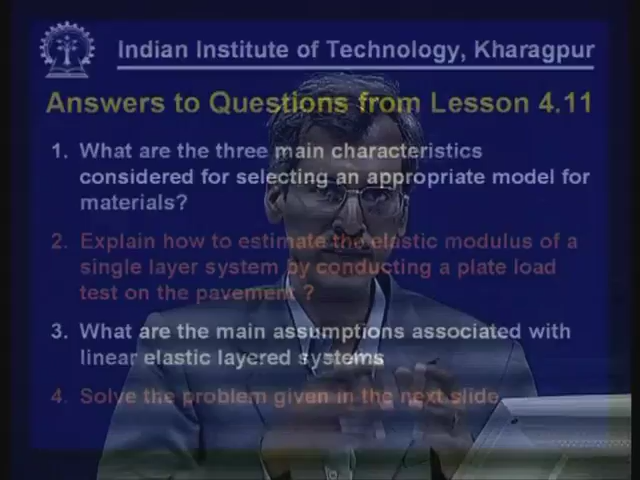 Indian Institute of Technology, Kharagpur
Answers to Questions from Lesson 4.11
1. What are the three main characteristics
considered for selecting an appropriate model for
materials?
2. Explain how to estimate the elastic modulus of a
single layer system by conducting a plate load
test on the pavement ?
3. What are the main assumptions associated with
linear elastic layered systems
4. Solve the problem given in the next slide